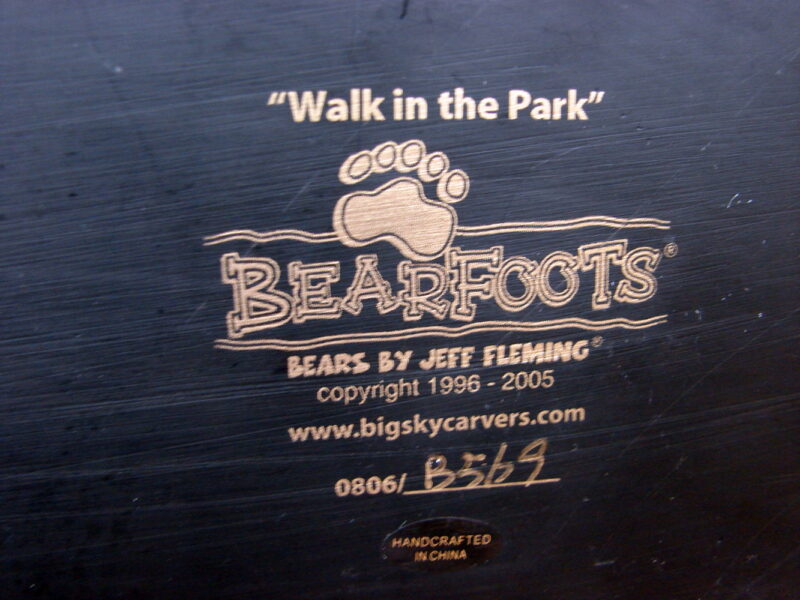 “Walk in the Park”
BEARFOOTS®
BEARS BY JEFF FLEMING®
copyright 1996 - 2005
www.bigskycarvers.com
0806/ B569
HANDCRAFTED
IN CHINA